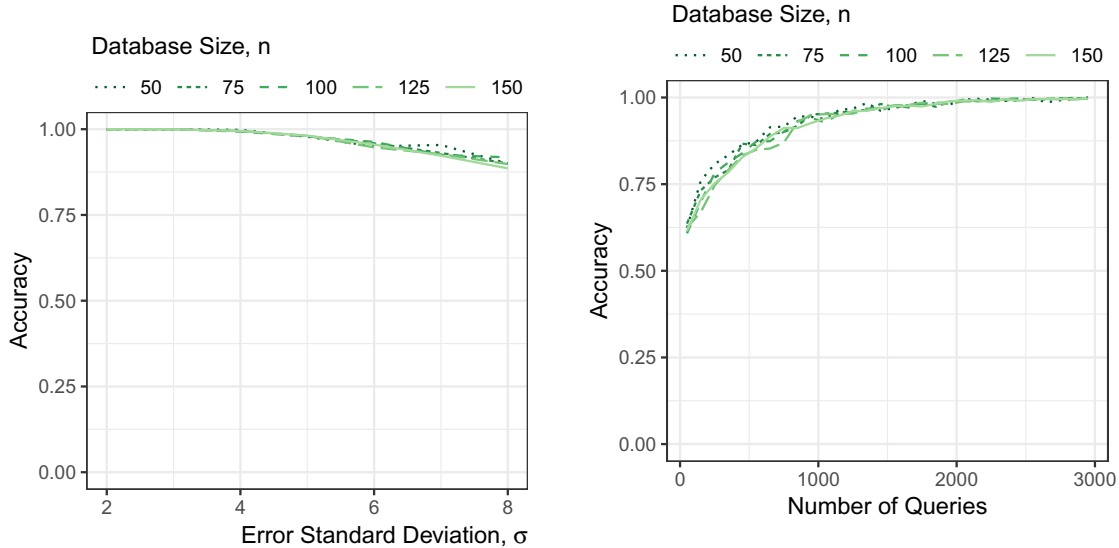 Database Size, n
50 75 100 125 150
1.00
0.75
0.50
0.25
0.00
Accuracy
2 4 6 8
Error Standard Deviation, σ
Database Size, n
50 75 100 125 150
1.00
0.75
0.50
0.25
0.00
Accuracy
0 1000 2000 3000
Number of Queries